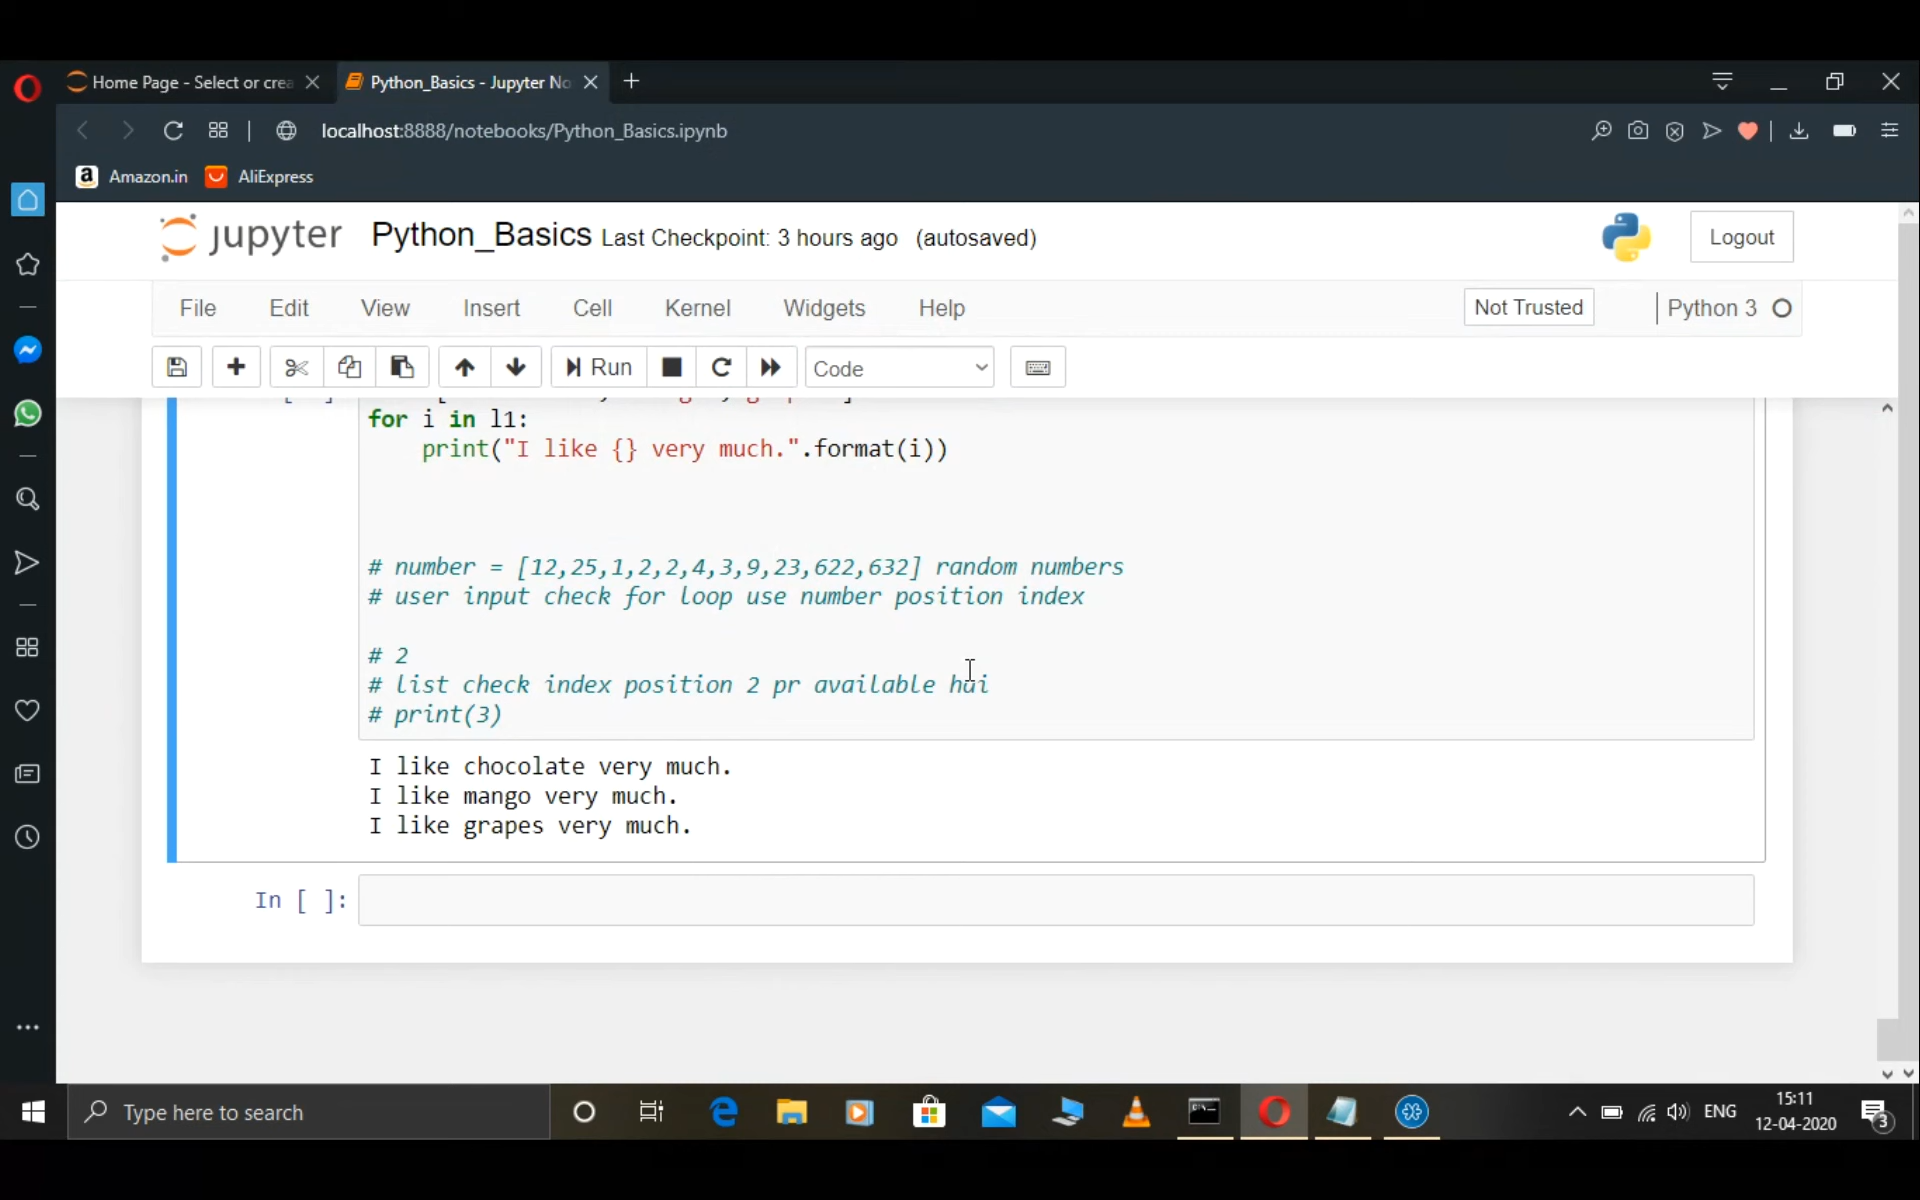 Home Page - Select or crea
Python_Basics - Jupyter No
localhost:8888/notebooks/Python_Basics.ipynb
Amazon.in
AliExpress
jupyter
Python_Basics Last Checkpoint: 3 hours ago (autosaved)
Logout
File Edit View Insert Cell Kernel Widgets Help
Not Trusted
Python 3
Run
Code
for i in l1:
print("I like {} very much.".format(i))
# number = [12,25,1,2,2,4,3,9,23,622,632] random numbers
# user input check for loop use number position index
# 2
# list check index position 2 pr available hai
# print(3)
I like chocolate very much.
I like mango very much.
I like grapes very much.
In [ ]:
Type here to search
ENG
15:11
12-04-2020
3